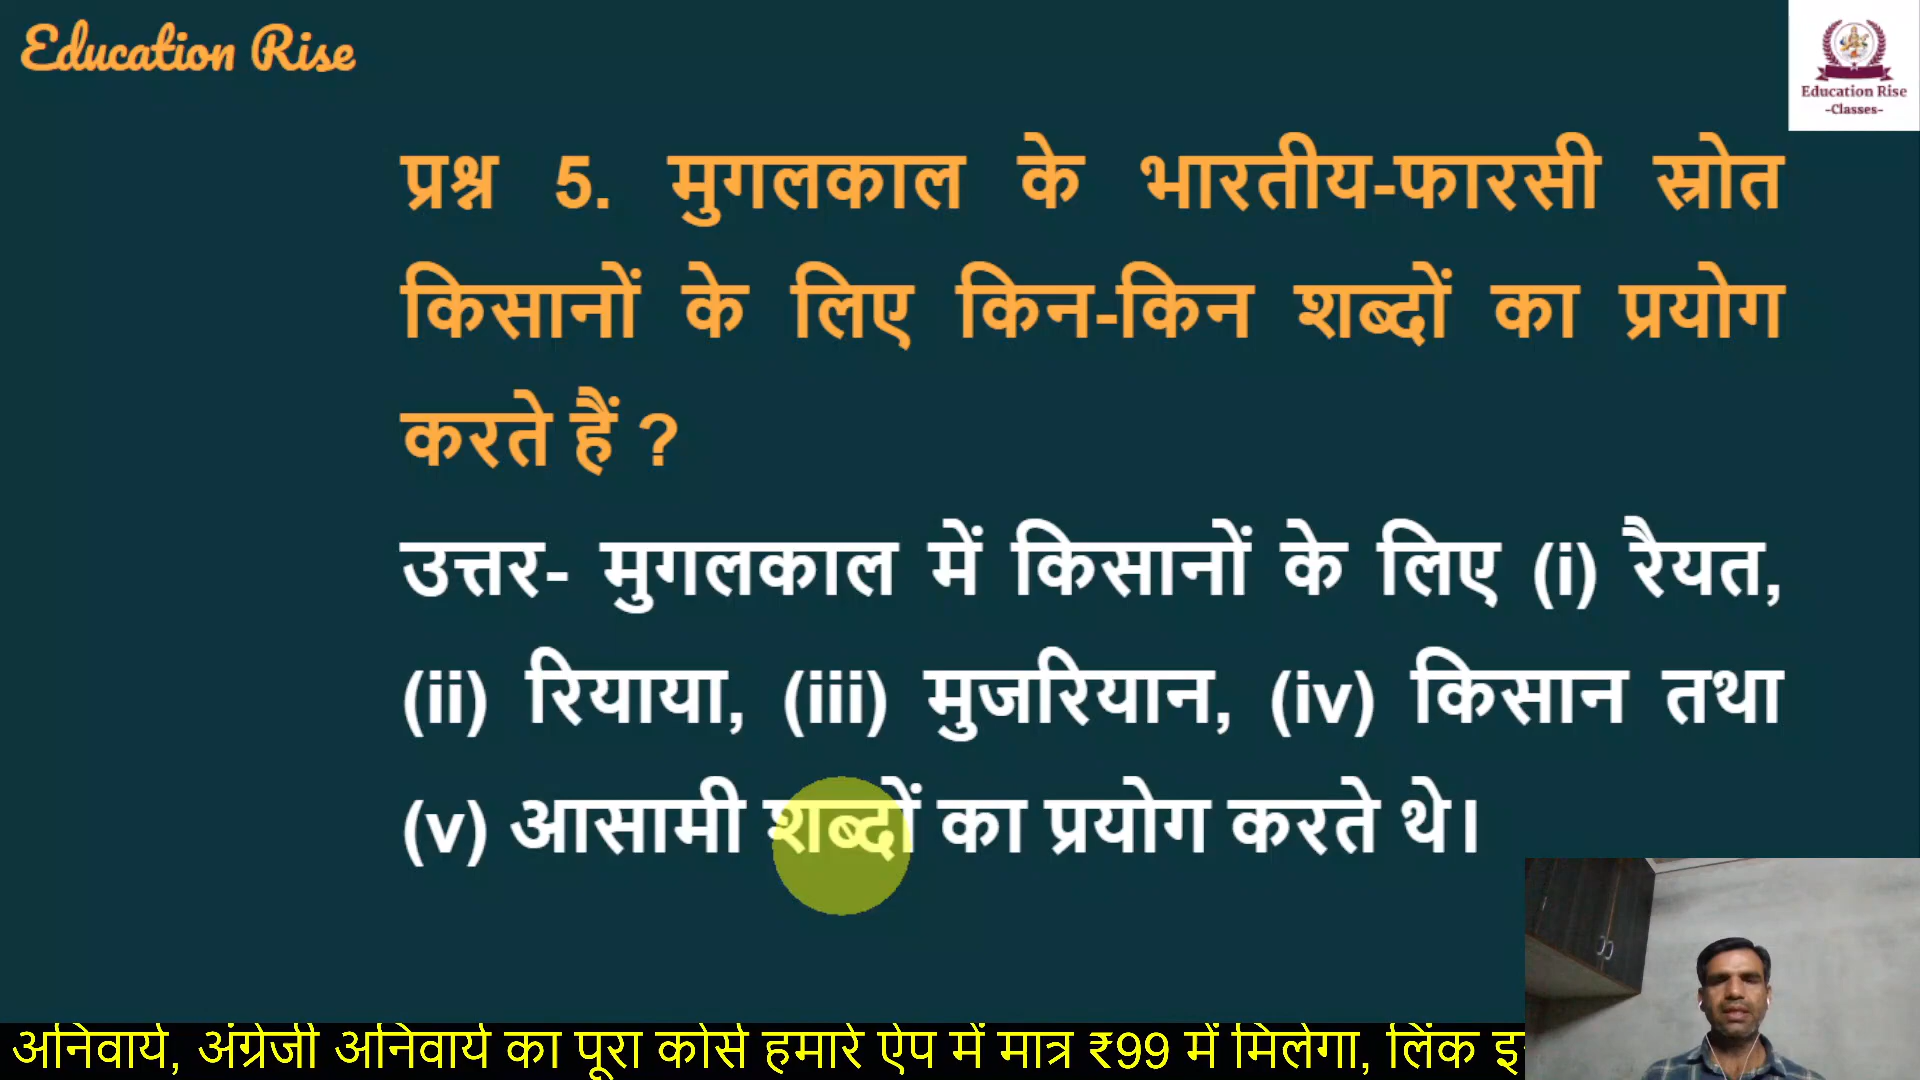 Education Rise
Education Rise
-Classes-
प्रश्न 5. मुगलकाल के भारतीय-फारसी स्रोत
किसानों के लिए किन-किन शब्दों का प्रयोग
करते हैं ?
उत्तर- मुगलकाल में किसानों के लिए (i) रैयत,
(ii) रियाया, (iii) मुजरियान, (iv) किसान तथा
(v) आसामी शब्दों का प्रयोग करते थे।
अनिवार्य, अंग्रेजी अनिवार्य का पूरा कोर्स हमारे ऐप में मात्र ₹99 में मिलेगा, लिंक